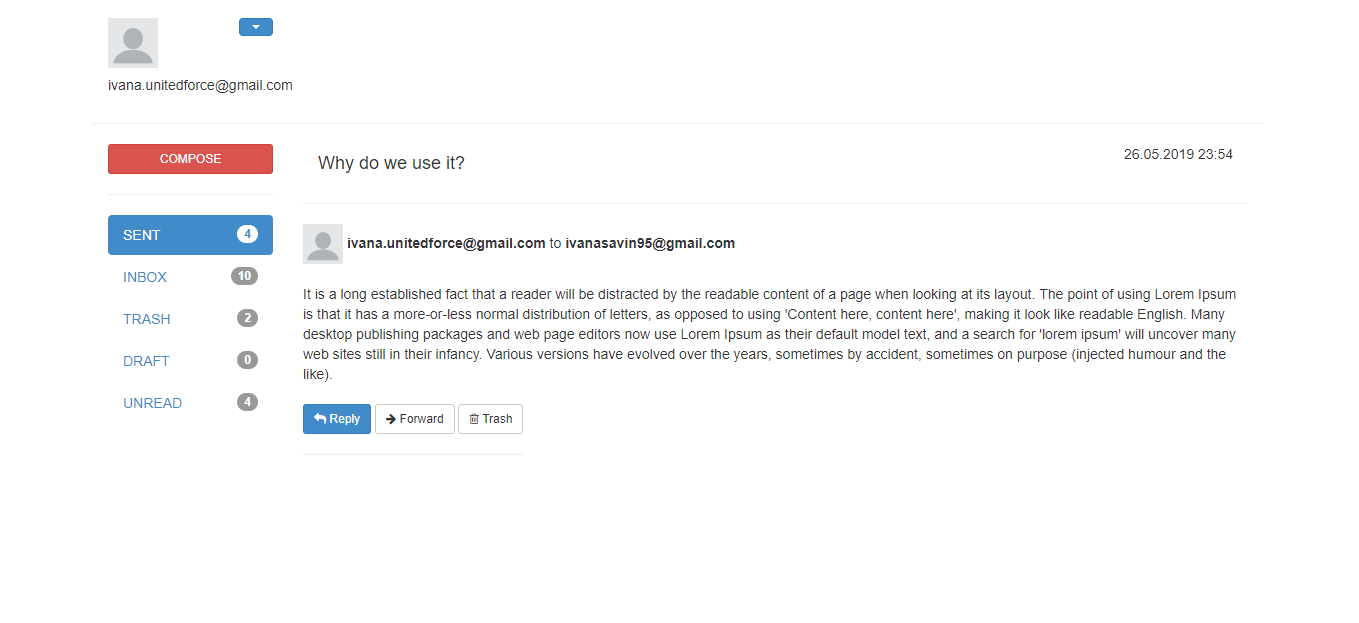 ivana.unitedforce@gmail.com
COMPOSE
Why do we use it?
26.05.2019 23:54
SENT 4
INBOX 10
TRASH 2
DRAFT 0
UNREAD 4
ivana.unitedforce@gmail.com to ivanasavin95@gmail.com
It is a long established fact that a reader will be distracted by the readable content of a page when looking at its layout. The point of using Lorem Ipsum
is that it has a more-or-less normal distribution of letters, as opposed to using 'Content here, content here', making it look like readable English. Many
desktop publishing packages and web page editors now use Lorem Ipsum as their default model text, and a search for 'lorem ipsum' will uncover many
web sites still in their infancy. Various versions have evolved over the years, sometimes by accident, sometimes on purpose (injected humour and the
like).
Reply Forward Trash